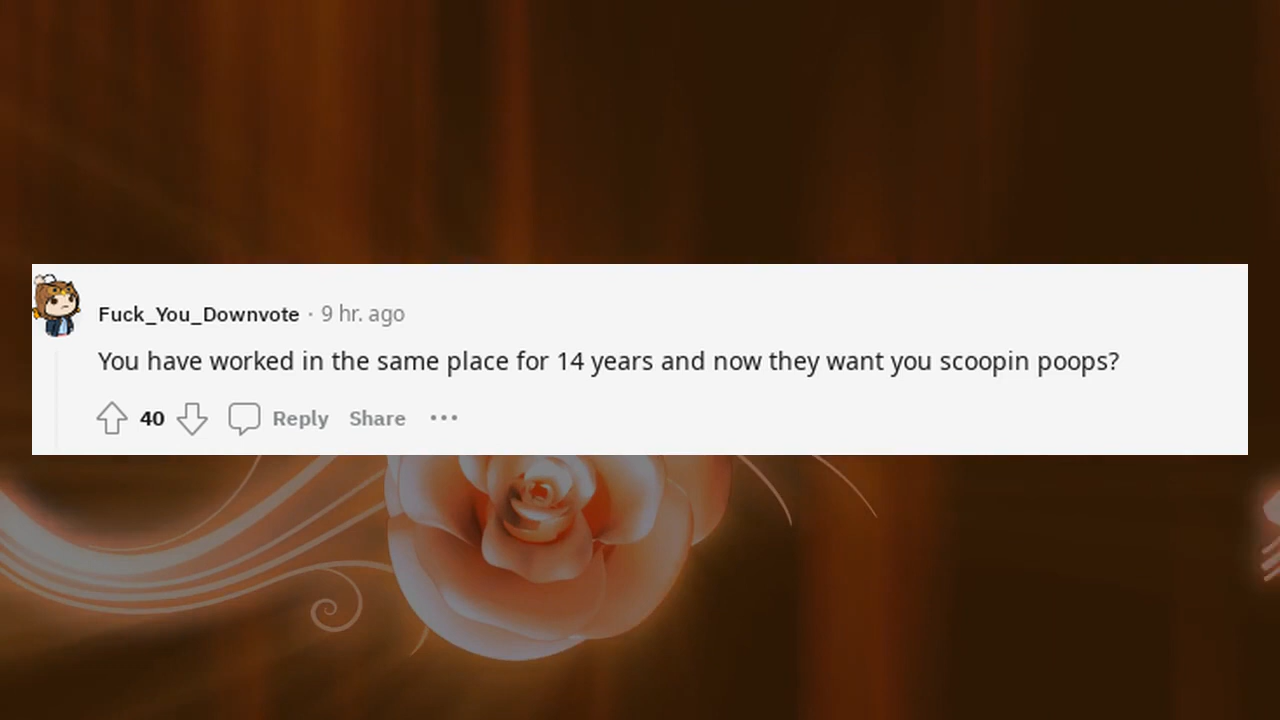 Fuck_You_Downvote · 9 hr. ago
You have worked in the same place for 14 years and now they want you scoopin poops?
40 Reply Share ···